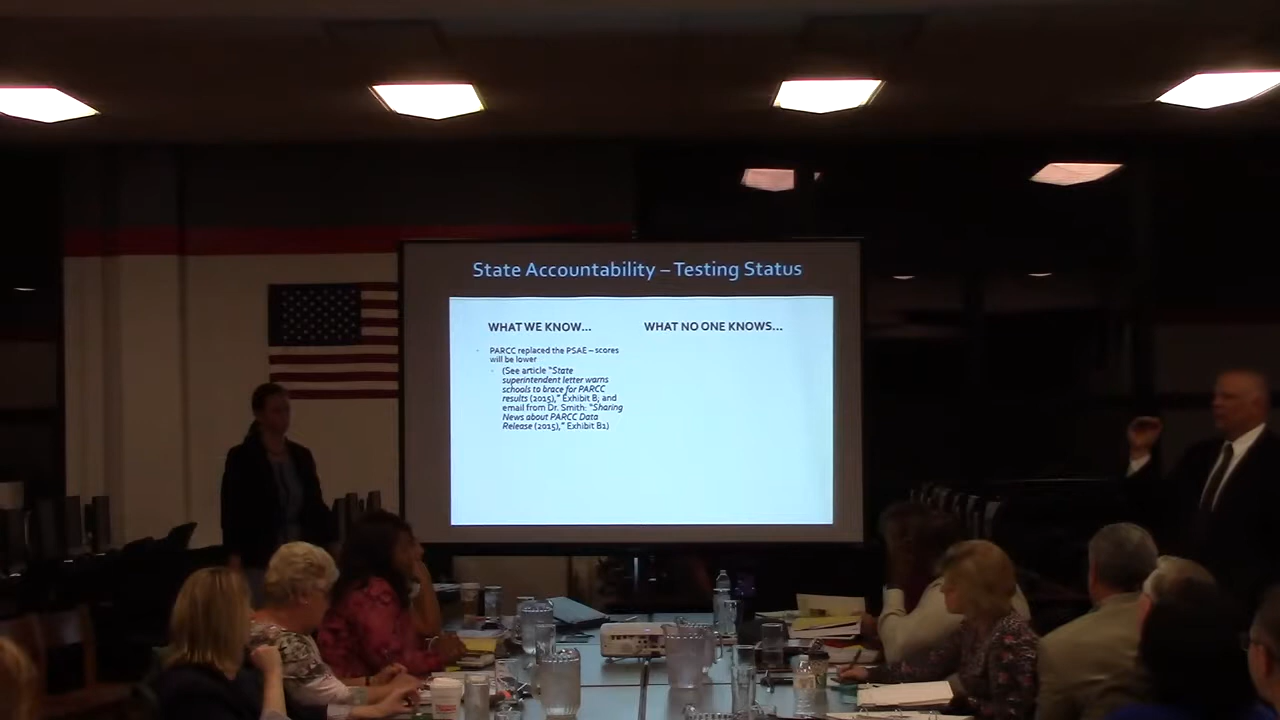 State Accountability – Testing Status
WHAT WE KNOW...
WHAT NO ONE KNOWS...
PARCC replaced the PSAE – scores
will be lower
(See article "State
superintendent letter warns
schools to brace for PARCC
results (2015)," Exhibit B; and
email from Dr. Smith: "Sharing
News about PARCC Data
Release (2015)," Exhibit B1)